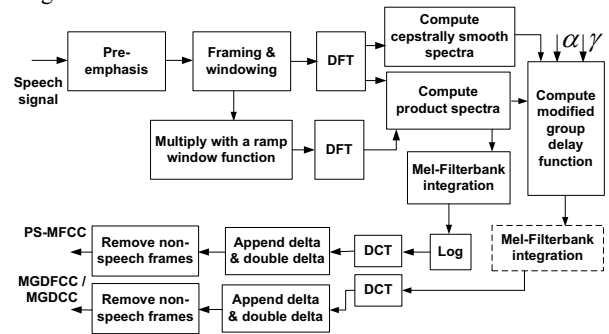 Pre-
emphasis
Speech
signal
Framing &
windowing
DFT
Compute
cepstrally smooth
spectra
α γ
Compute
product spectra
Compute
modified
group
delay
function
Multiply with a ramp
window function
DFT
Mel-Filterbank
integration
Mel-Filterbank
integration
PS-MFCC
Remove non-
speech frames
Append delta
& double delta
DCT
Log
MGDFCC /
MGDCC
Remove non-
speech frames
Append delta
& double delta
DCT